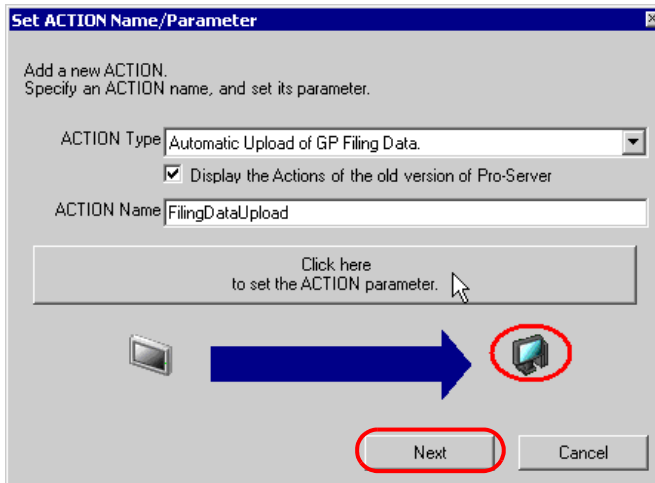 Set ACTION Name/Parameter
Add a new ACTION.
Specify an ACTION name, and set its parameter.
ACTION Type
Automatic Upload of GP Filing Data.
Display the Actions of the old version of Pro-Server
ACTION Name
FilingDataUpload
Click here
to set the ACTION parameter.
Next
Cancel